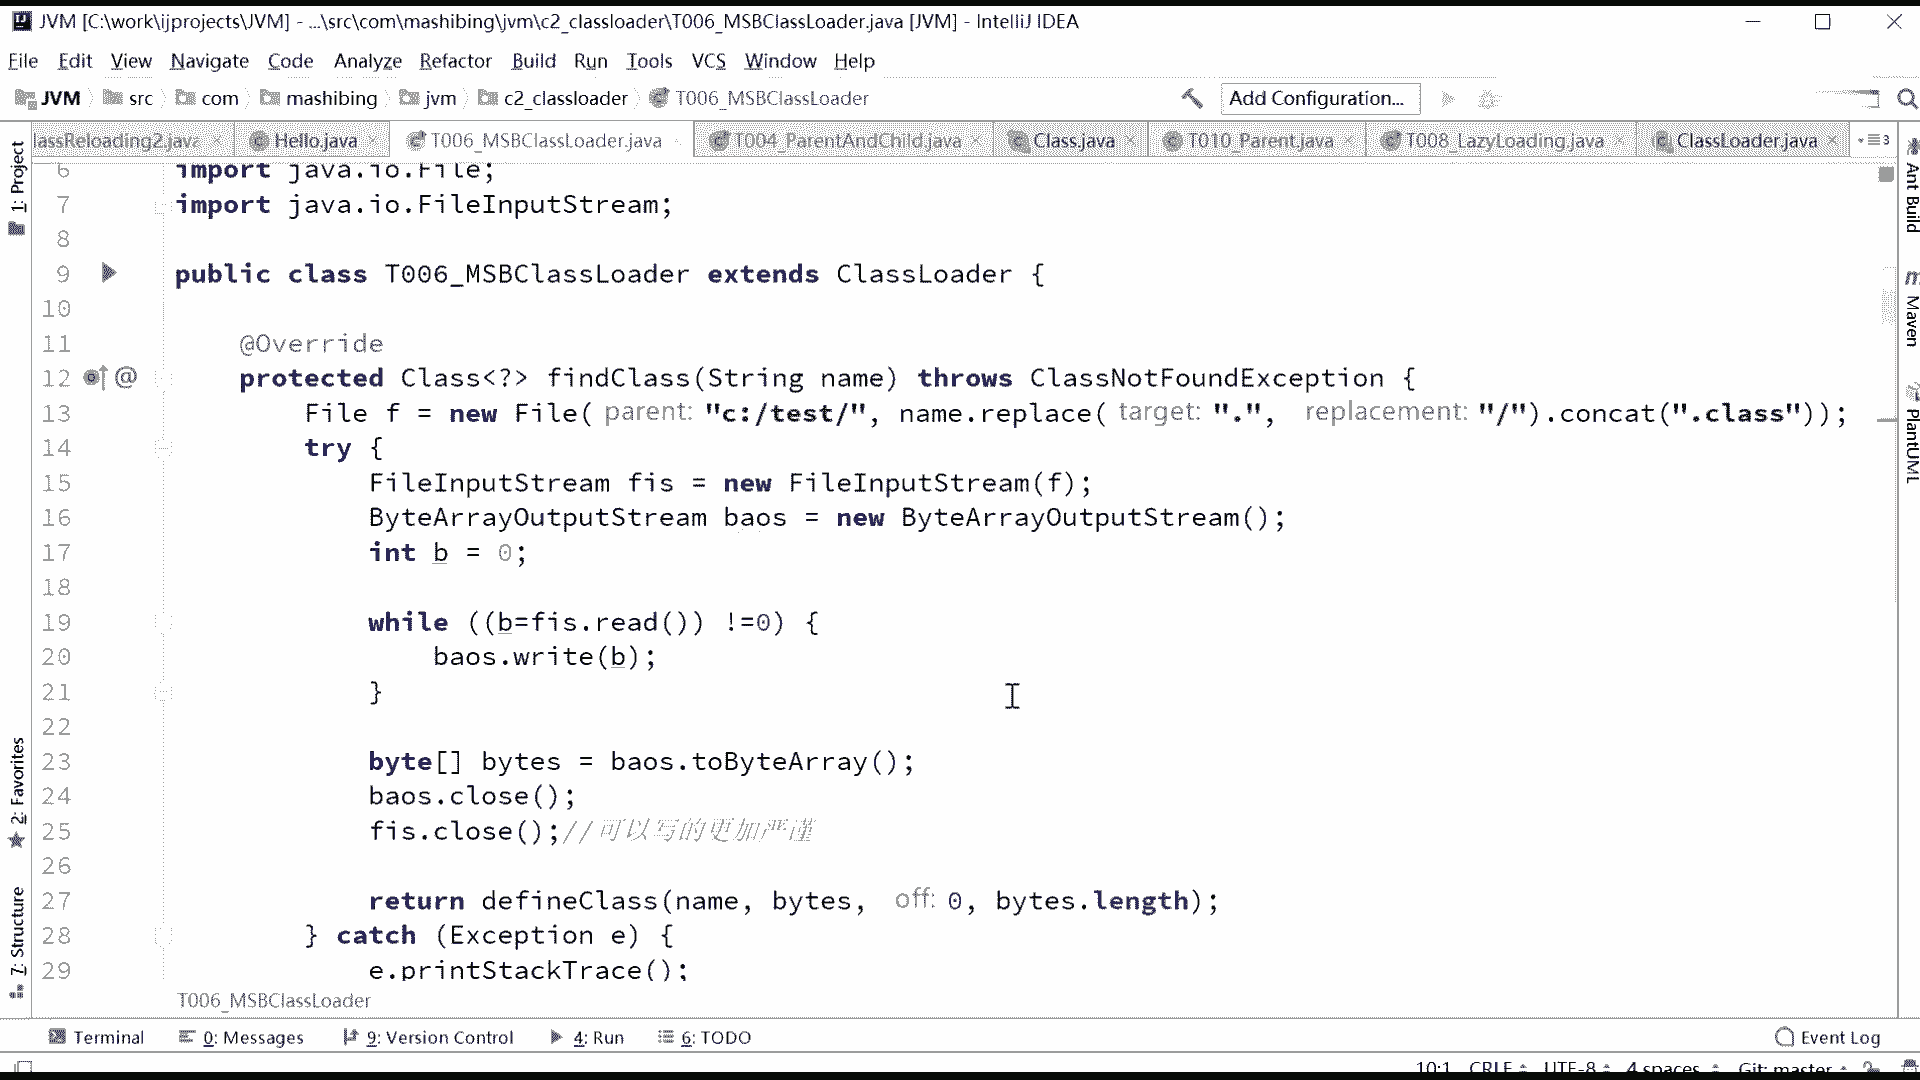 JVM [C:\work\ijprojects\JVM] - ...\src\com\mashibing\jvm\c2_classloader\T006_MSBClassLoader.java [JVM] - IntelliJ IDEA
File Edit View Navigate Code Analyze Refactor Build Run Tools VCS Window Help
JVM src com mashibing jvm c2_classloader T006_MSBClassLoader Add Configuration...
lassReloading2.java Hello.java T006_MSBClassLoader.java T004_ParentAndChild.java Class.java T010_Parent.java T008_LazyLoading.java ClassLoader.java 3
1: Project
2: Favorites
7: Structure
Ant Build
Maven
PlantUML
6 import java.io.File;
7 import java.io.FileInputStream;
8
9 public class T006_MSBClassLoader extends ClassLoader {
10
11 @Override
12 protected Class<?> findClass(String name) throws ClassNotFoundException {
13 File f = new File( parent: "c:/test/", name.replace( target: ".", replacement: "/").concat(".class"));
14 try {
15 FileInputStream fis = new FileInputStream(f);
16 ByteArrayOutputStream baos = new ByteArrayOutputStream();
17 int b = 0;
18
19 while ((b=fis.read()) !=0) {
20 baos.write(b);
21 }
22
23 byte[] bytes = baos.toByteArray();
24 baos.close();
25 fis.close();//可以写的更加严谨
26
27 return defineClass(name, bytes, off: 0, bytes.length);
28 } catch (Exception e) {
29 e.printStackTrace();
T006_MSBClassLoader
Terminal 0: Messages 9: Version Control 4: Run 6: TODO Event Log
10:1 CRLF UTF-8 4 spaces Git: master